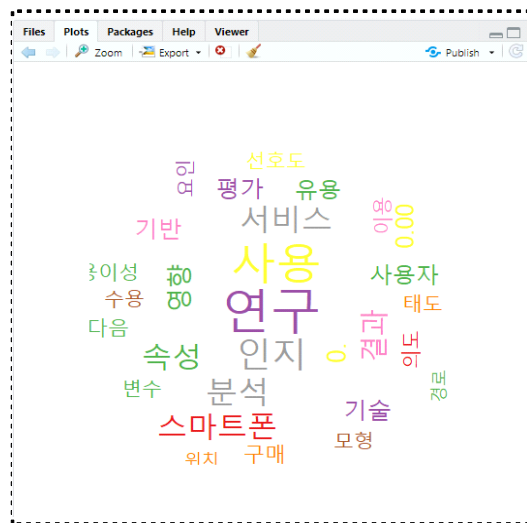 Files Plots Packages Help Viewer
Zoom Export Publish
선호도
요인 평가 유용
기반 서비스 이용 0.00
사용
용이성 영향 사용자
수용 연구 태도
다음 결과
속성 인지 0. 의도
변수 분석 경로
스마트폰 기술
모형
위치 구매